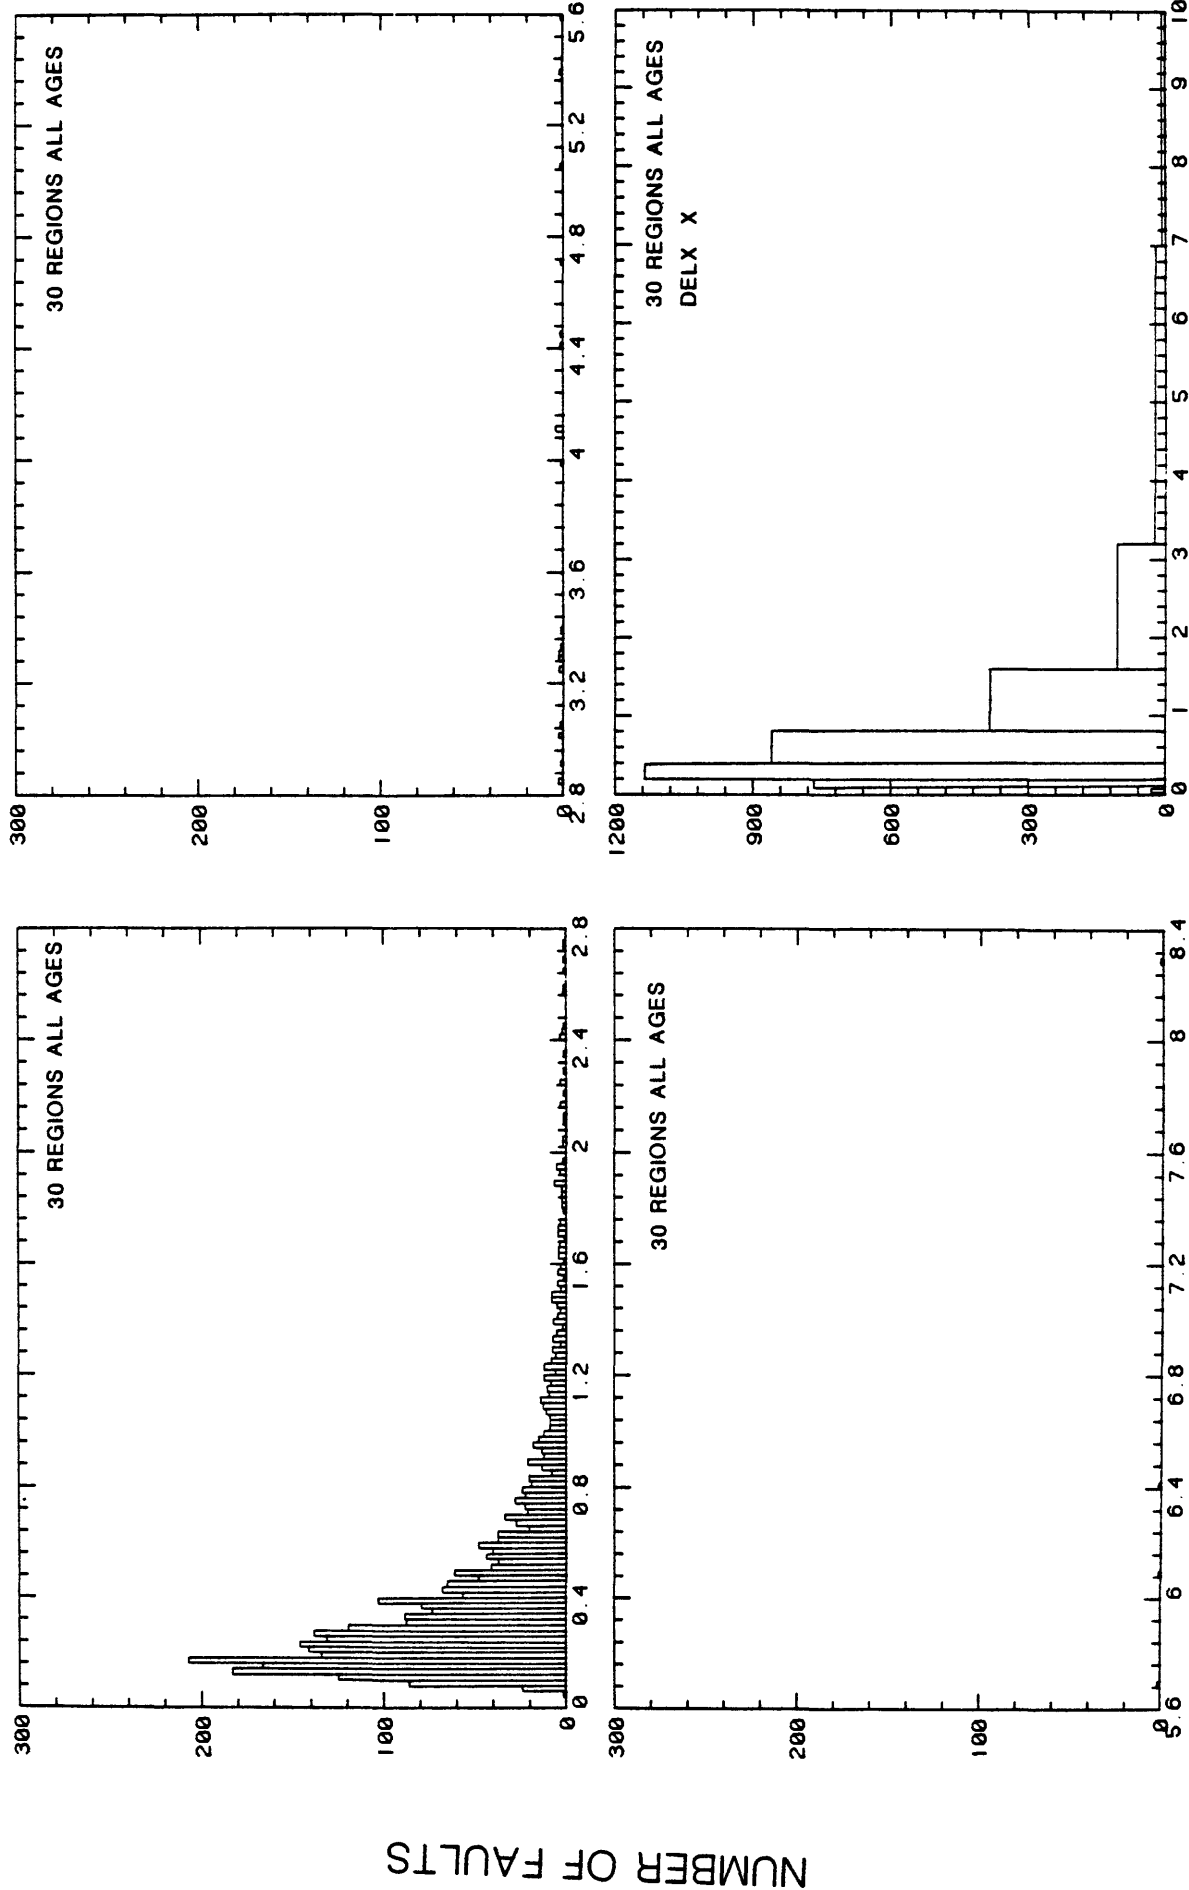 NUMBER OF FAULTS
30 REGIONS ALL AGES
300
200
100
0
0 0.4 0.8 1.2 1.6 2 2.4 2.8
30 REGIONS ALL AGES
300
200
100
0
2.8 3.2 3.6 4 4.4 4.8 5.2 5.6
30 REGIONS ALL AGES
300
200
100
0
5.6 6 6.4 6.8 7.2 7.6 8 8.4
30 REGIONS ALL AGES
DELX X
1200
900
600
300
0
0 1 2 3 4 5 6 7 8 9 10